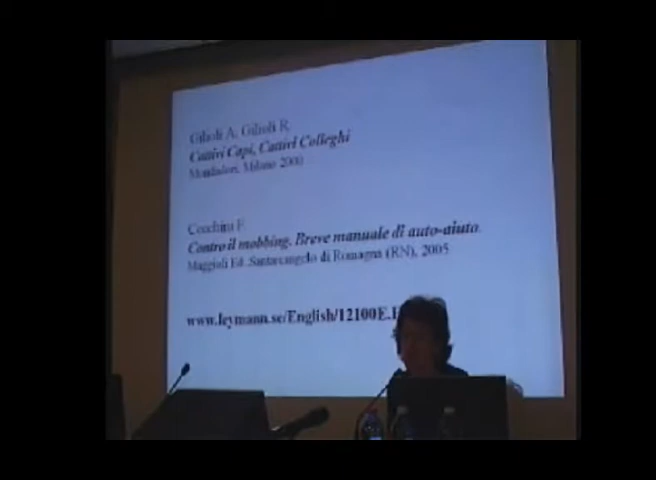 Gilioli A. Gilioli R.
Cattivi Capi, Cattivi Colleghi
Mondadori, Milano 2000
Cecchini F.
Contro il mobbing. Breve manuale di auto-aiuto.
Maggioli Ed. Santarcangelo di Romagna (RN), 2005
www.leymann.se/English/12100E.